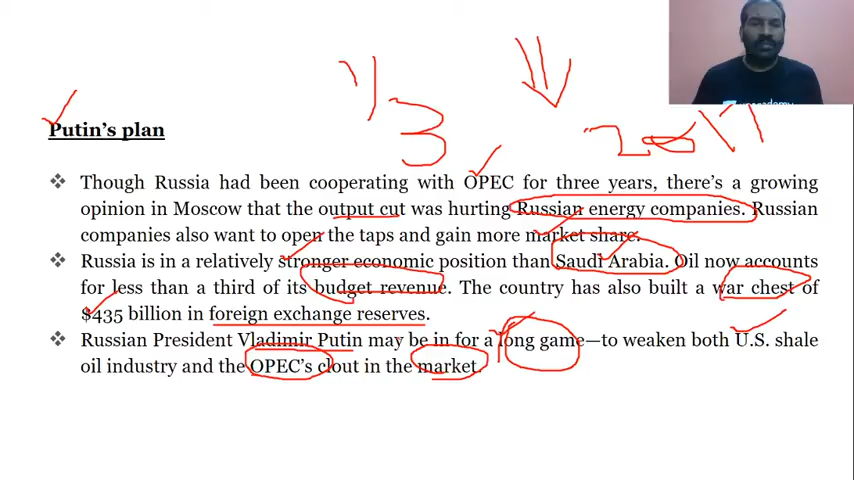 1/3
2017
Putin's plan
❖ Though Russia had been cooperating with OPEC for three years, there's a growing
opinion in Moscow that the output cut was hurting Russian energy companies. Russian
companies also want to open the taps and gain more market share.
❖ Russia is in a relatively stronger economic position than Saudi Arabia. Oil now accounts
for less than a third of its budget revenue. The country has also built a war chest of
$435 billion in foreign exchange reserves.
❖ Russian President Vladimir Putin may be in for a long game—to weaken both U.S. shale
oil industry and the OPEC's clout in the market.